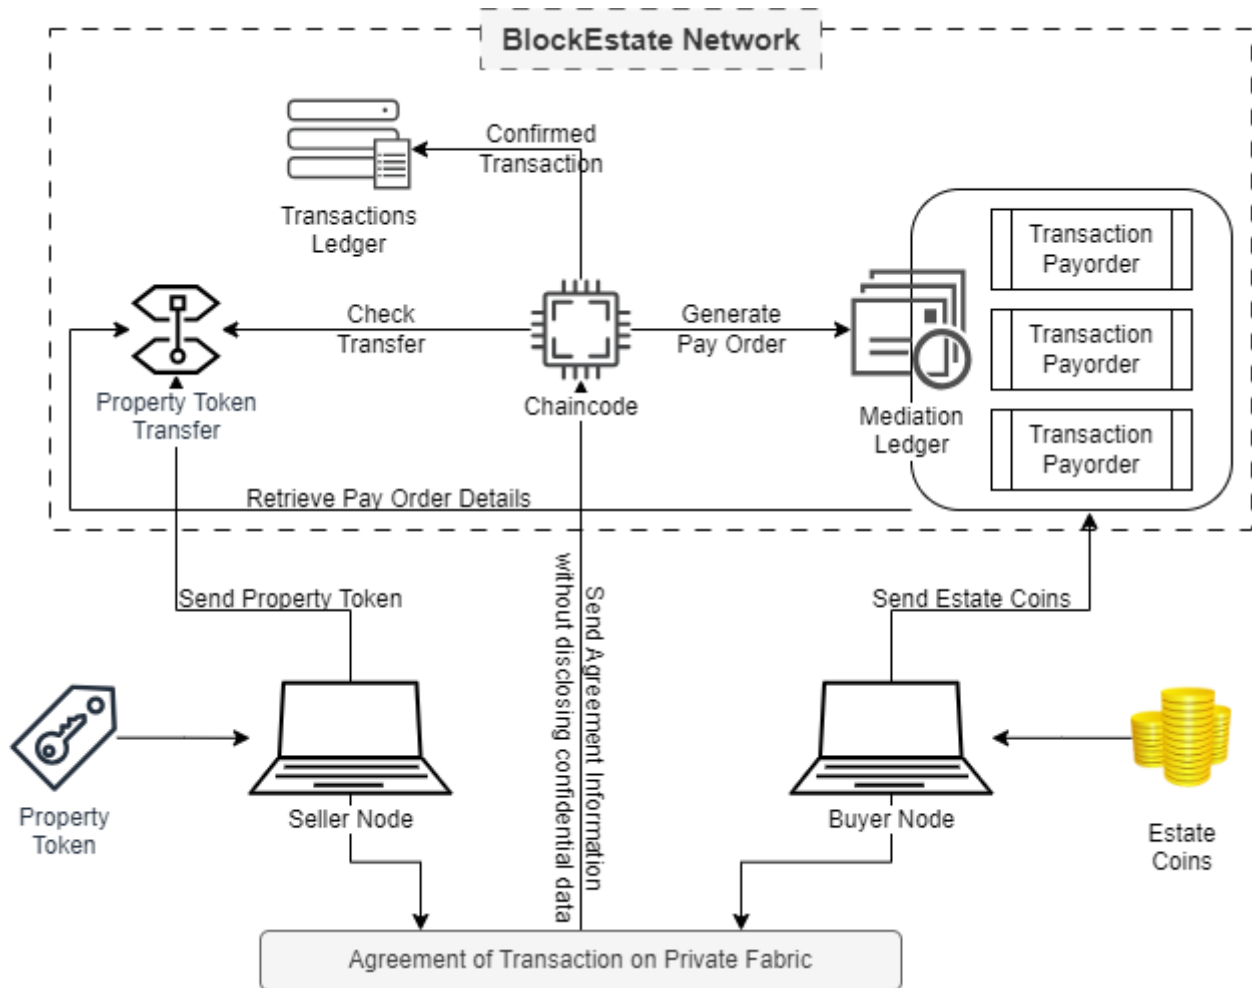 BlockEstate Network
Confirmed
Transaction
Transactions
Ledger
Transaction
Payorder
Check
Transfer
Generate
Pay Order
Transaction
Payorder
Property Token
Transfer
Chaincode
Mediation
Ledger
Transaction
Payorder
Retrieve Pay Order Details
Send Property Token
Send Agreement Information
without disclosing confidential data
Send Estate Coins
Property
Token
Seller Node
Buyer Node
Estate
Coins
Agreement of Transaction on Private Fabric